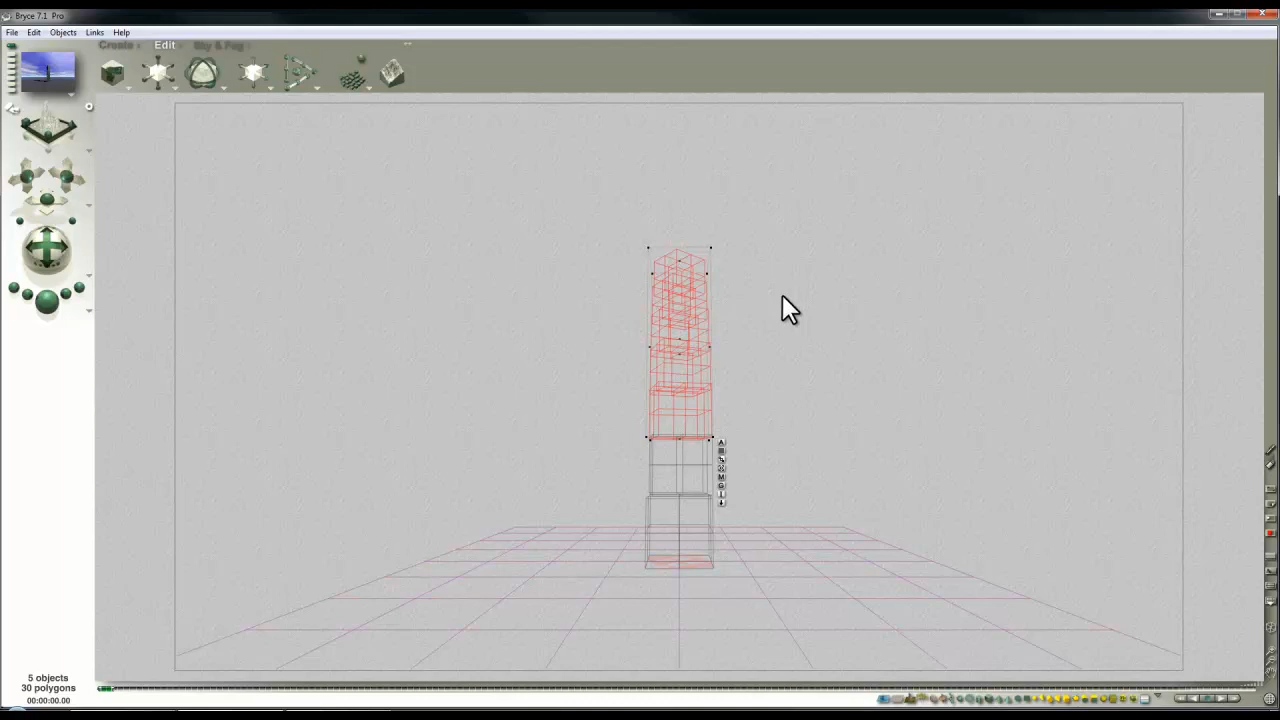 Bryce 7.1 Pro
File Edit Objects Links Help
Create Edit Sky & Fog
A
M
5 objects
30 polygons
00:00:00.00